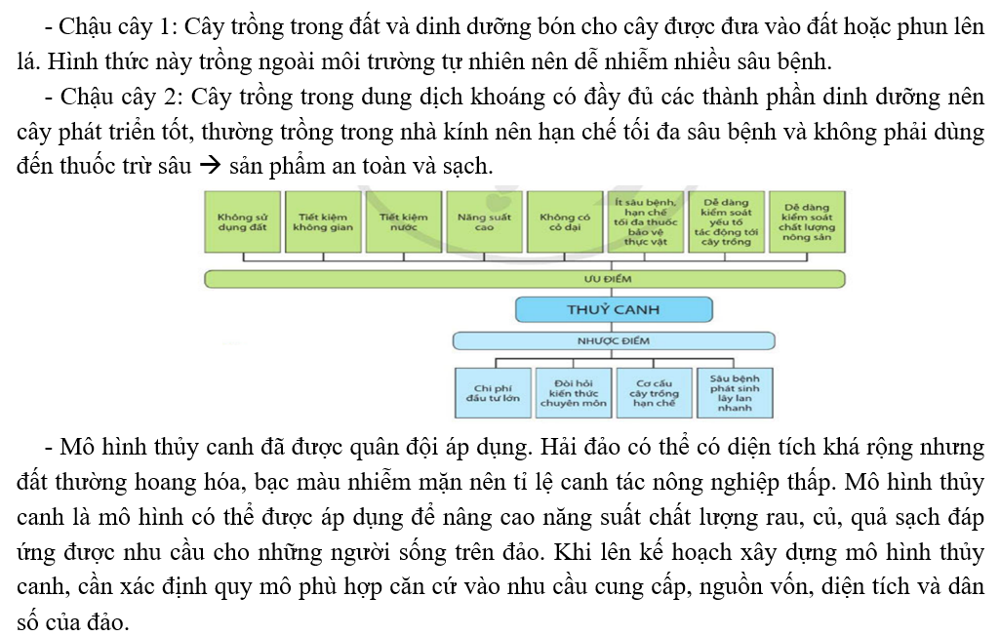 - Chậu cây 1: Cây trồng trong đất và dinh dưỡng bón cho cây được đưa vào đất hoặc phun lên
lá. Hình thức này trồng ngoài môi trường tự nhiên nên dễ nhiễm nhiều sâu bệnh.
- Chậu cây 2: Cây trồng trong dung dịch khoáng có đầy đủ các thành phần dinh dưỡng nên
cây phát triển tốt, thường trồng trong nhà kính nên hạn chế tối đa sâu bệnh và không phải dùng
đến thuốc trừ sâu → sản phẩm an toàn và sạch.
Không sử
dụng đất
Tiết kiệm
không gian
Tiết kiệm
nước
Năng suất
cao
Không có
cỏ dại
Ít sâu bệnh,
hạn chế
tối đa thuốc
bảo vệ
thực vật
Dễ dàng
kiểm soát
yếu tố
tác động tới
cây trồng
Dễ dàng
kiểm soát
chất lượng
nông sản
ƯU ĐIỂM
THUỶ CANH
NHƯỢC ĐIỂM
Chi phí
đầu tư lớn
Đòi hỏi
kiến thức
chuyên môn
Cơ cấu
cây trồng
hạn chế
Sâu bệnh
phát sinh
lây lan
nhanh
- Mô hình thủy canh đã được quân đội áp dụng. Hải đảo có thể có diện tích khá rộng nhưng
đất thường hoang hóa, bạc màu nhiễm mặn nên tỉ lệ canh tác nông nghiệp thấp. Mô hình thủy
canh là mô hình có thể được áp dụng để nâng cao năng suất chất lượng rau, củ, quả sạch đáp
ứng được nhu cầu cho những người sống trên đảo. Khi lên kế hoạch xây dựng mô hình thủy
canh, cần xác định quy mô phù hợp căn cứ vào nhu cầu cung cấp, nguồn vốn, diện tích và dân
số của đảo.